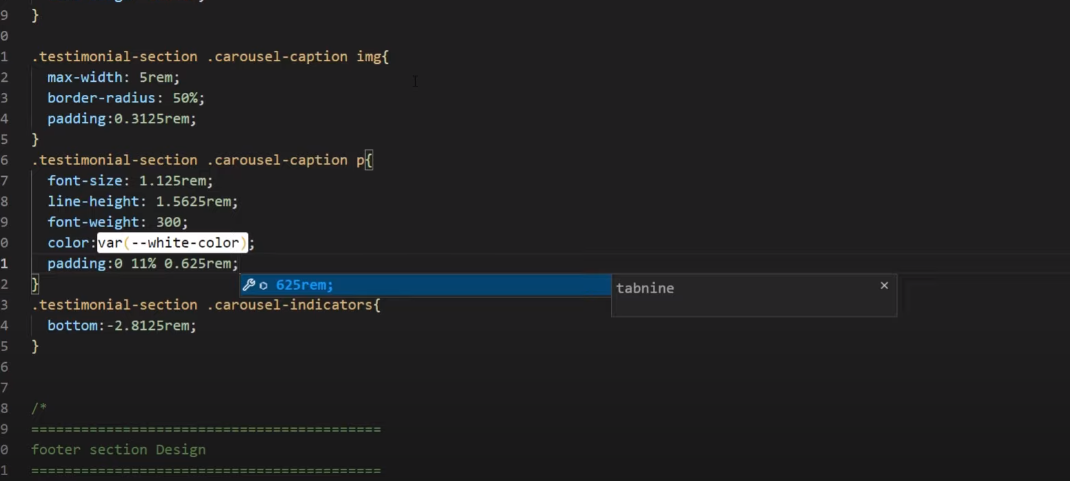 9 }
0
1 .testimonial-section .carousel-caption img{
2 max-width: 5rem;
3 border-radius: 50%;
4 padding:0.3125rem;
5 }
6 .testimonial-section .carousel-caption p{
7 font-size: 1.125rem;
8 line-height: 1.5625rem;
9 font-weight: 300;
0 color:var(--white-color);
1 padding:0 11% 0.625rem;
2 }
625rem; tabnine ×
3 .testimonial-section .carousel-indicators{
4 bottom:-2.8125rem;
5 }
6
7
8 /*
9 ==========================================
0 footer section Design
1 ==========================================